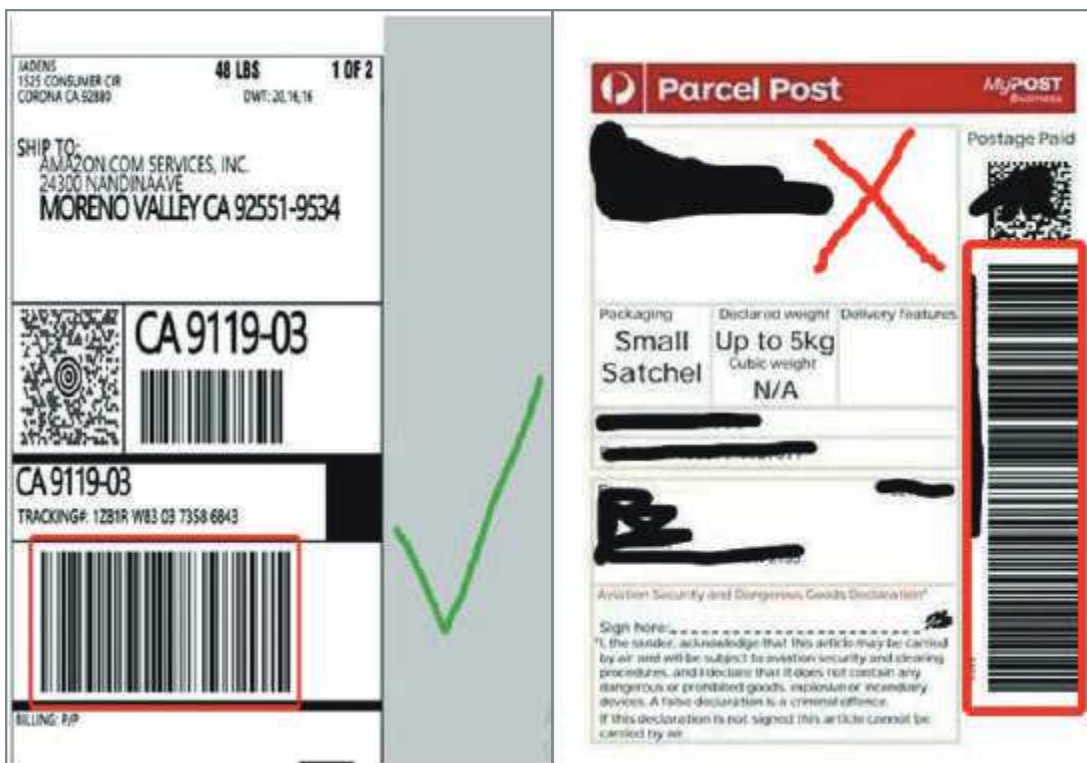 JADENS
1525 CONSUMER CIR
CORONA CA 92880
48 LBS
1 OF 2
DWT: 20,16,16
SHIP TO:
AMAZON.COM SERVICES, INC.
24300 NANDINAAVE
MORENO VALLEY CA 92551-9534
CA 9119-03
CA 9119-03
TRACKING#: 1ZB1R W83 03 7358 6843
BILLING: P/P
Parcel Post
MyPOST
Business
Postage Paid
Packaging
Small
Satchel
Declared weight
Up to 5kg
Cubic weight
N/A
Delivery features
Aviation Security and Dangerous Goods Declaration*
Sign here:
*I, the sender, acknowledge that this article may be carried
by air and will be subject to aviation security and clearing
procedures, and I declare that it does not contain any
dangerous or prohibited goods, explosive or incendiary
devices. A false declaration is a criminal offence.
If this declaration is not signed this article cannot be
carried by air.